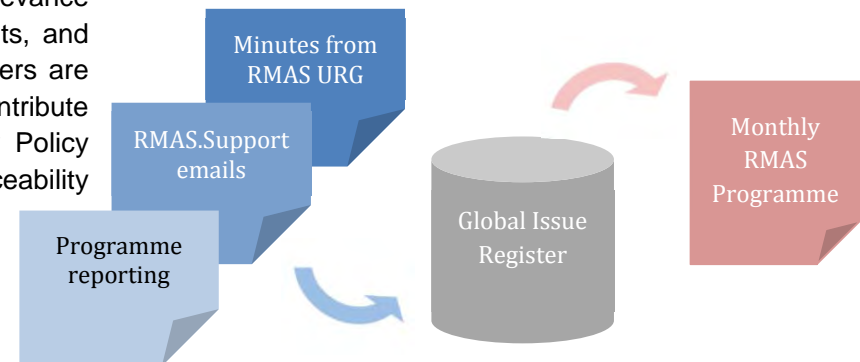 evance
ts, and
ers are
ntribute
Policy
ceability
Minutes from
RMAS URG
RMAS.Support
emails
Programme
reporting
Global Issue
Register
Monthly
RMAS
Programme